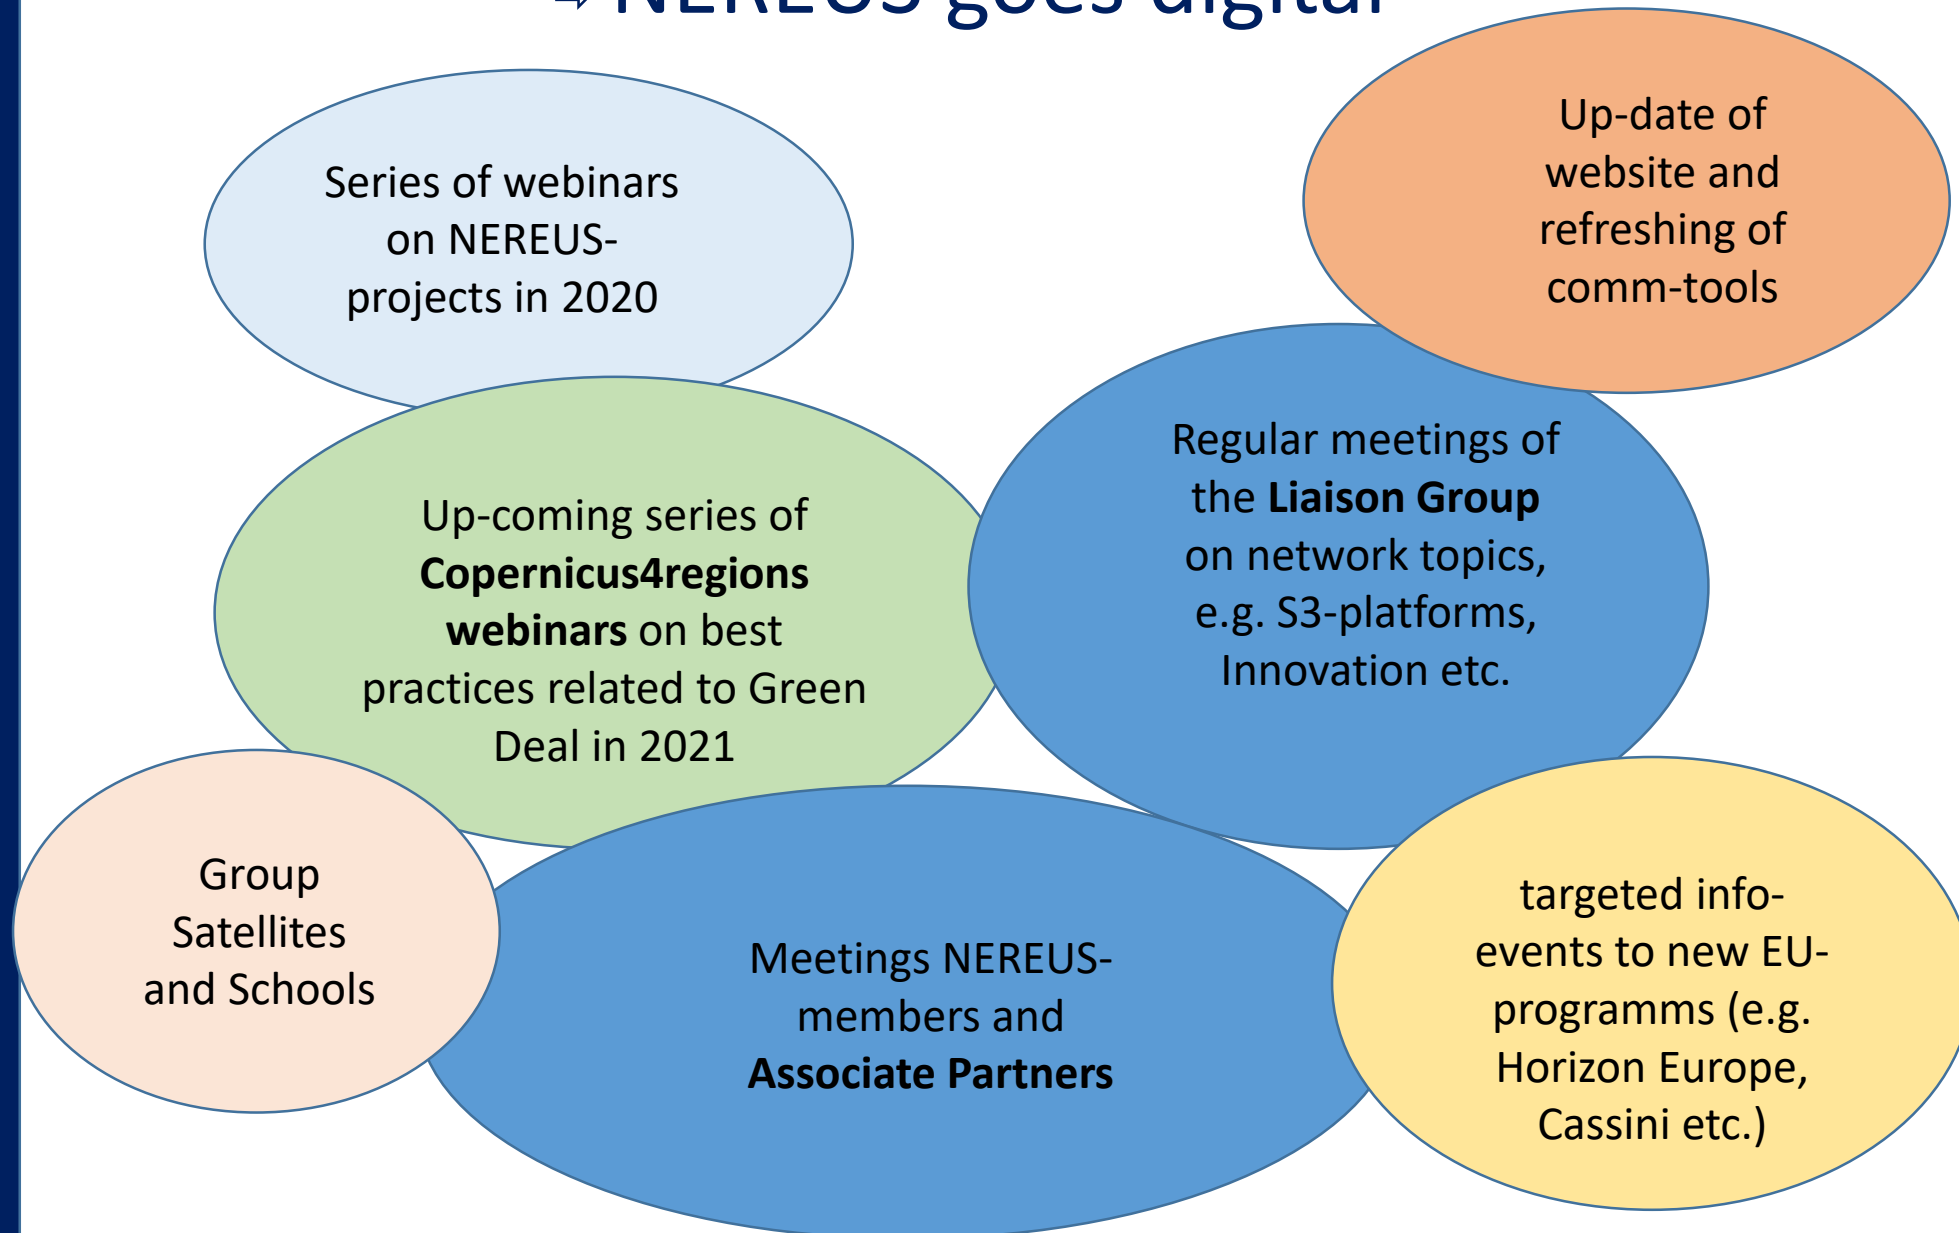 → NEREUS goes digital
Series of webinars
on NEREUS-
projects in 2020
Up-date of
website and
refreshing of
comm-tools
Up-coming series of
Copernicus4regions
webinars on best
practices related to Green
Deal in 2021
Regular meetings of
the Liaison Group
on network topics,
e.g. S3-platforms,
Innovation etc.
Group
Satellites
and Schools
Meetings NEREUS-
members and
Associate Partners
targeted info-
events to new EU-
programms (e.g.
Horizon Europe,
Cassini etc.)